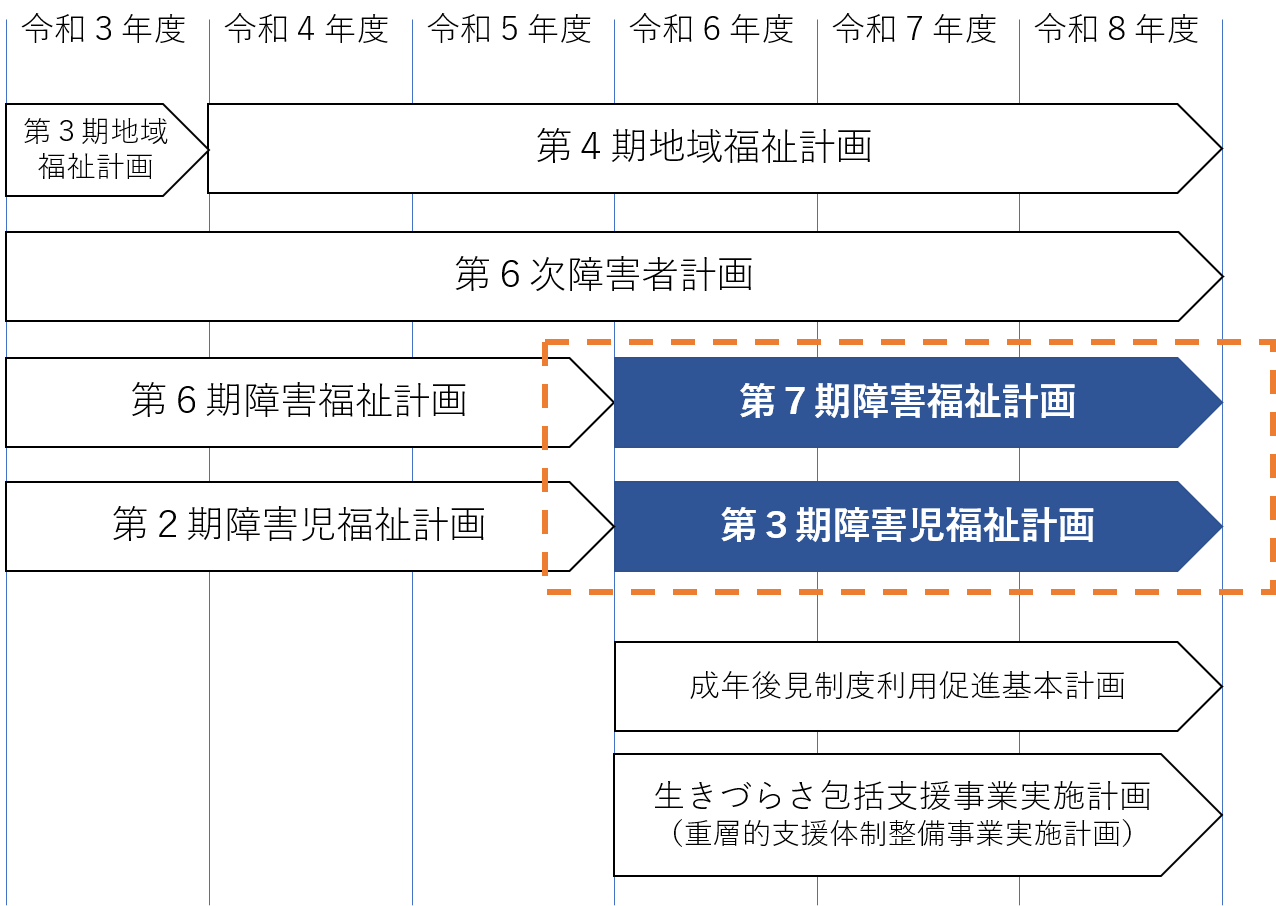 令和３年度 令和４年度 令和５年度 令和６年度 令和７年度 令和８年度
第３期地域
福祉計画
第４期地域福祉計画
第６次障害者計画
第６期障害福祉計画
第７期障害福祉計画
第２期障害児福祉計画
第３期障害児福祉計画
成年後見制度利用促進基本計画
生きづらさ包括支援事業実施計画
（重層的支援体制整備事業実施計画）